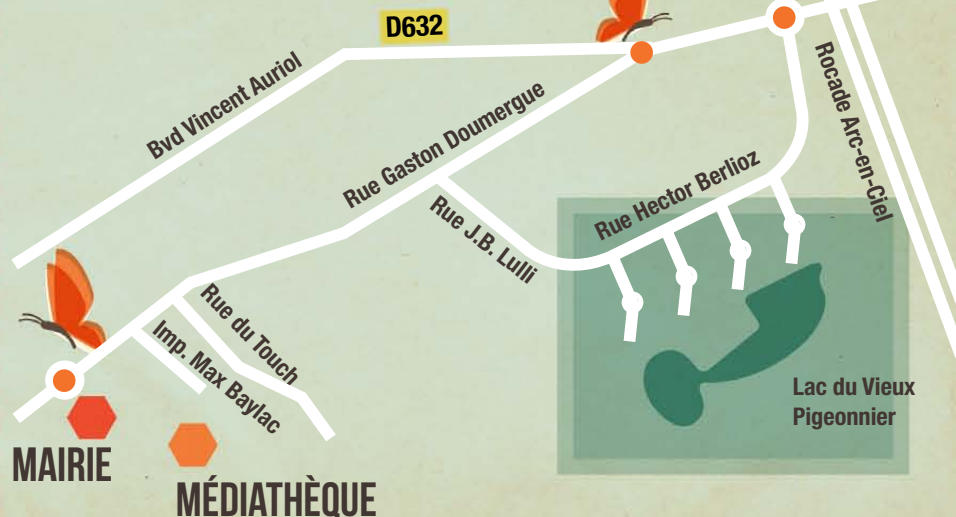 D632
Bvd Vincent Auriol
Rue Gaston Doumergue
Rocade Arc-en-Ciel
Rue Hector Berlioz
Rue J.B. Lulli
Rue du Touch
Imp. Max Baylac
Lac du Vieux
Pigeonnier
MAIRIE
MÉDIATHÈQUE